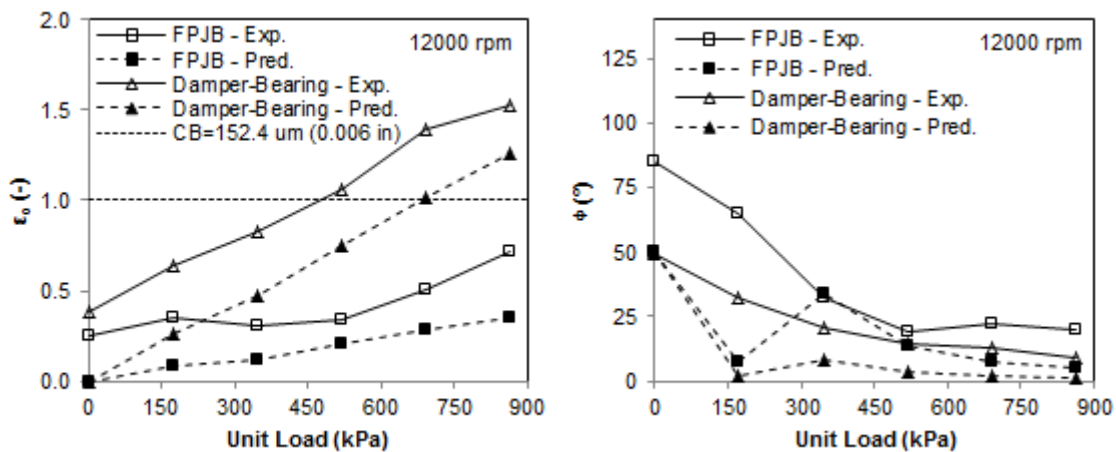 2.0
1.5
1.0
0.5
0.0
εₒ (-)
FPJB - Exp.
FPJB - Pred.
Damper-Bearing - Exp.
Damper-Bearing - Pred.
CB=152.4 um (0.006 in)
12000 rpm
0 150 300 450 600 750 900
Unit Load (kPa)
125
100
75
50
25
0
ϕ (º)
FPJB - Exp.
FPJB - Pred.
Damper-Bearing - Exp.
Damper-Bearing - Pred.
12000 rpm
0 150 300 450 600 750 900
Unit Load (kPa)